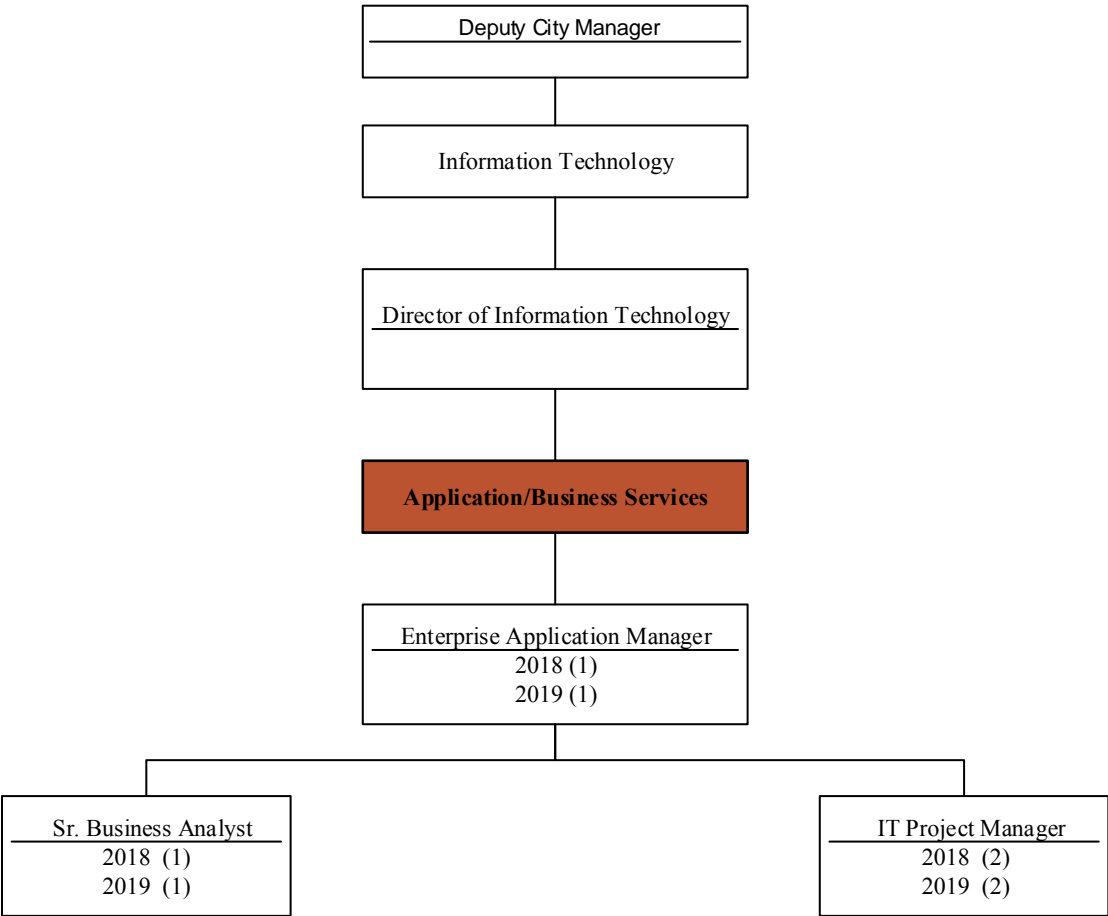 Deputy City Manager
Information Technology
Director of Information Technology
Application/Business Services
Enterprise Application Manager
2018 (1)
2019 (1)
Sr. Business Analyst
2018 (1)
2019 (1)
IT Project Manager
2018 (2)
2019 (2)